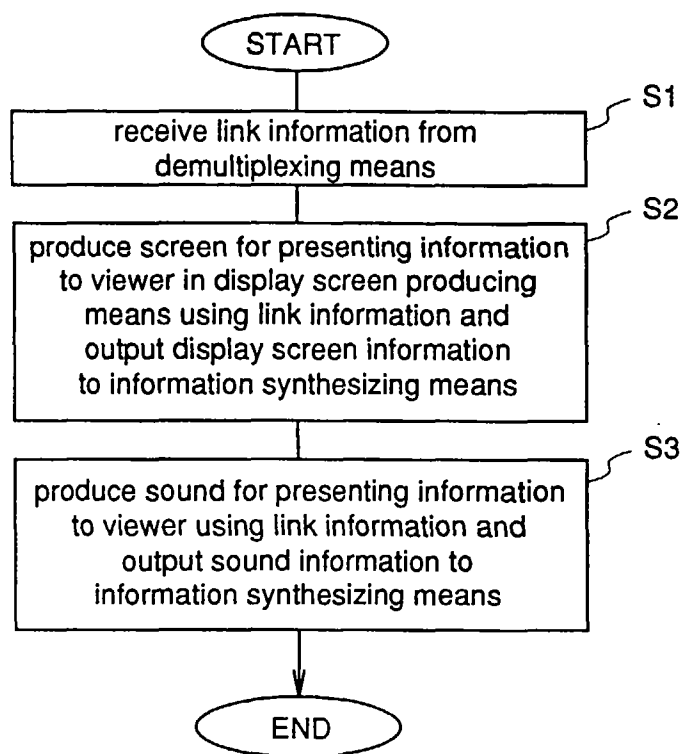 START
S1
receive link information from
demultiplexing means
S2
produce screen for presenting information
to viewer in display screen producing
means using link information and
output display screen information
to information synthesizing means
S3
produce sound for presenting information
to viewer using link information and
output sound information to
information synthesizing means
END